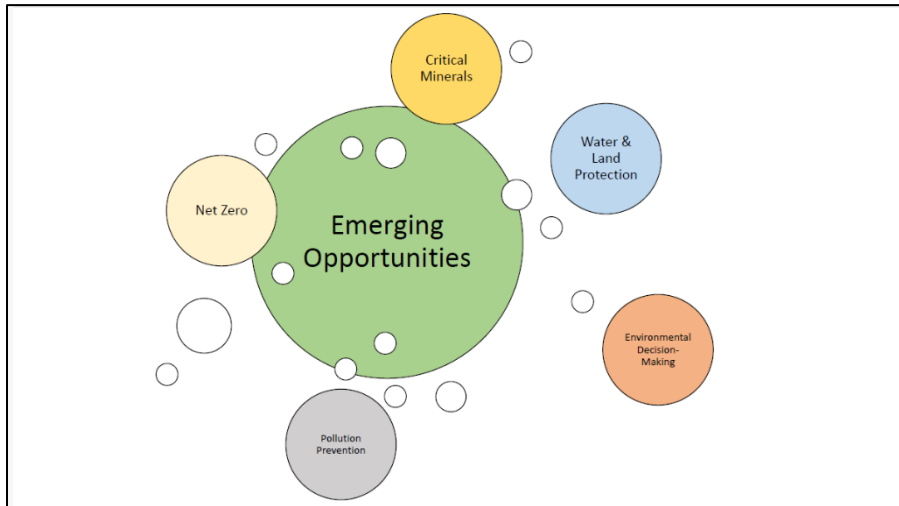 Critical
Minerals
Water &
Land
Protection
Net Zero
Emerging
Opportunities
Environmental
Decision-
Making
Pollution
Prevention